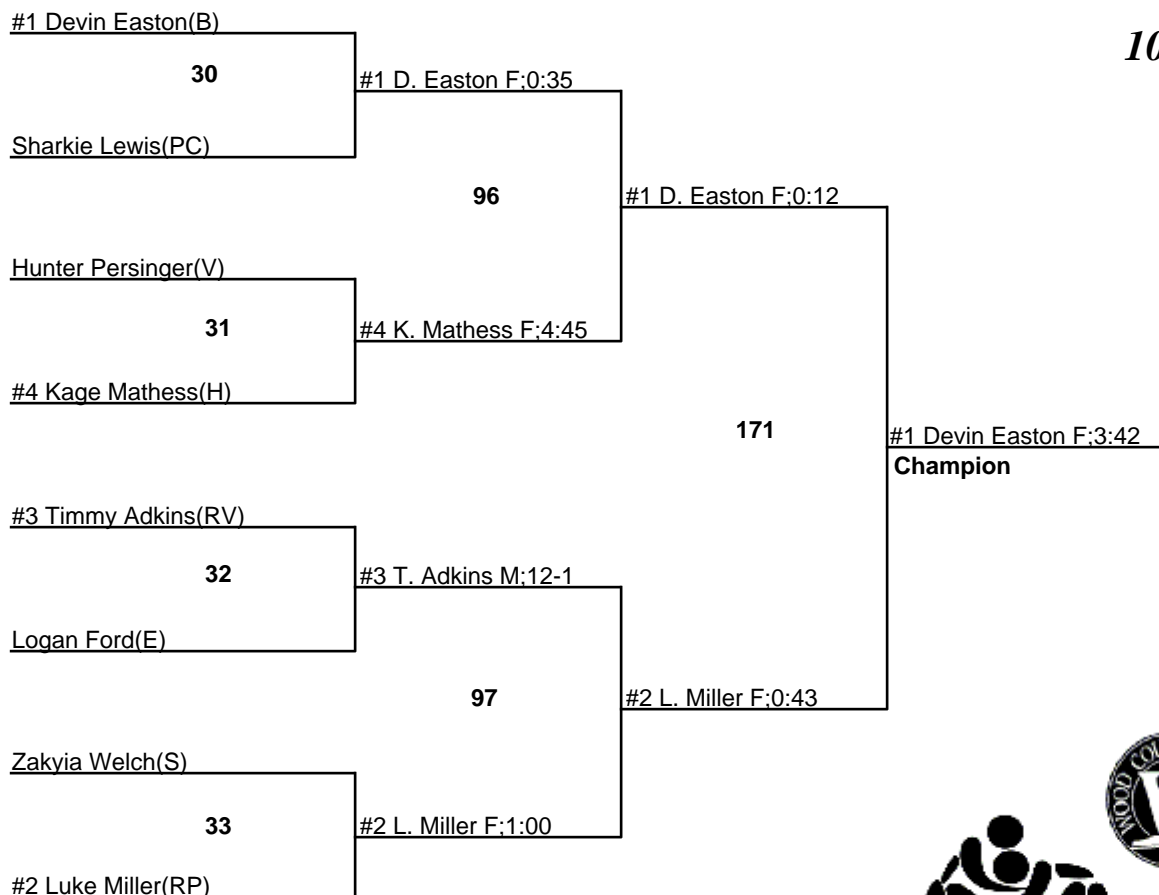 #1 Devin Easton(B)
10
30
#1 D. Easton F;0:35
Sharkie Lewis(PC)
96
#1 D. Easton F;0:12
Hunter Persinger(V)
31
#4 K. Mathess F;4:45
#4 Kage Mathess(H)
171
#1 Devin Easton F;3:42
Champion
#3 Timmy Adkins(RV)
32
#3 T. Adkins M;12-1
Logan Ford(E)
97
#2 L. Miller F;0:43
Zakyia Welch(S)
33
#2 L. Miller F;1:00
#2 Luke Miller(RP)
WOOD